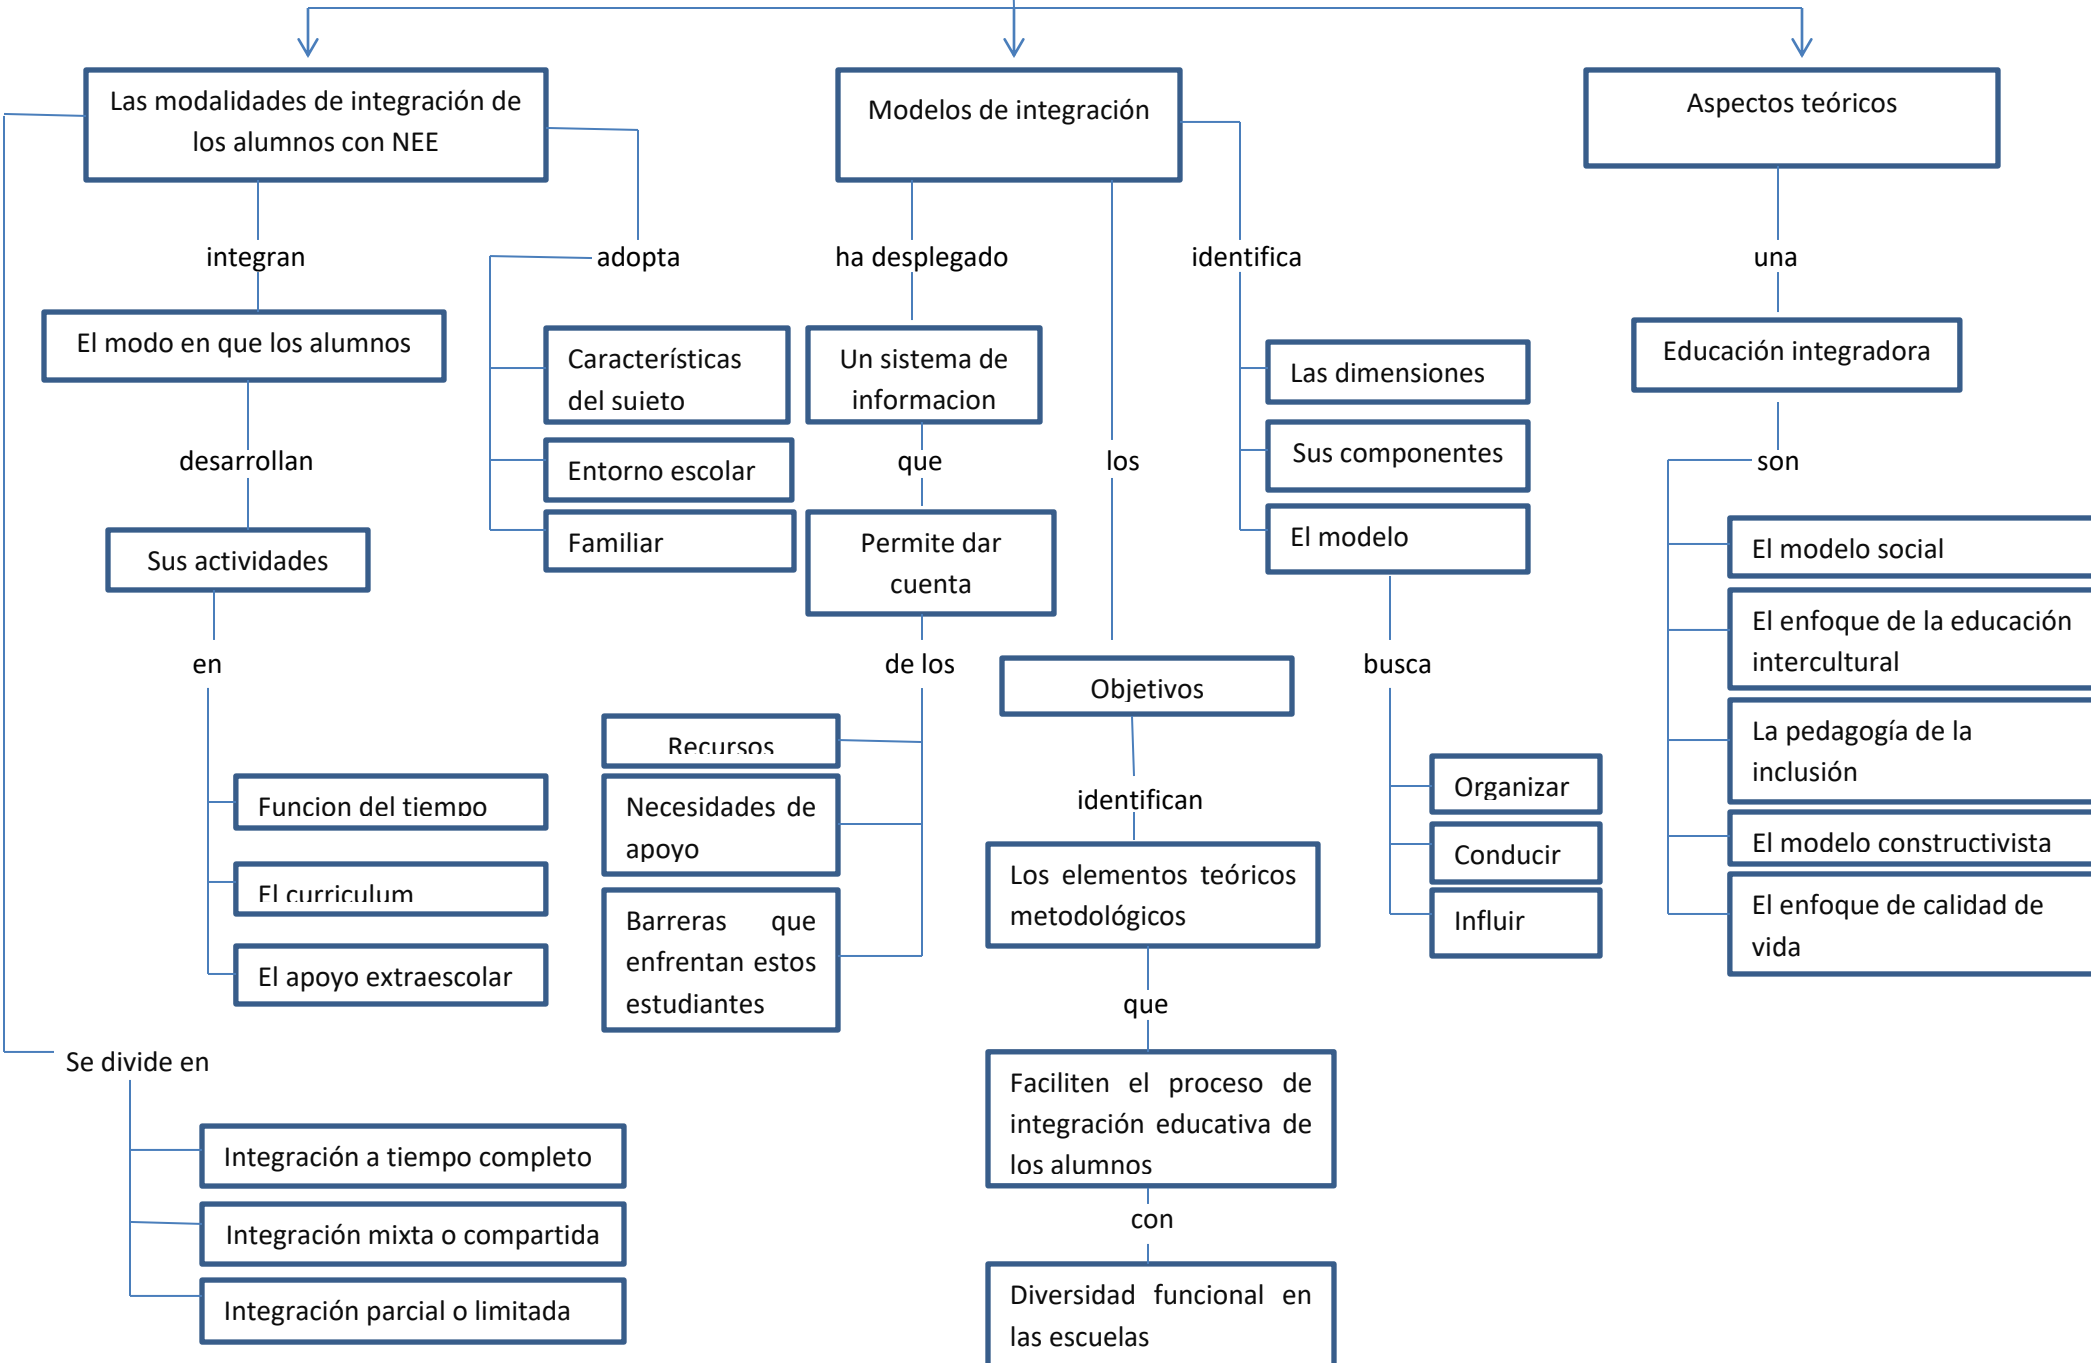 Las modalidades de integración de
los alumnos con NEE
Modelos de integración
Aspectos teóricos
integran
adopta
ha desplegado
identifica
una
El modo en que los alumnos
Características
del sujeto
Un sistema de
informacion
Las dimensiones
Educación integradora
desarrollan
Entorno escolar
que
los
Sus componentes
son
Sus actividades
Familiar
Permite dar
cuenta
El modelo
El modelo social
El enfoque de la educación
intercultural
La pedagogía de la
inclusión
El modelo constructivista
El enfoque de calidad de
vida
en
de los
Objetivos
busca
Recursos
Necesidades de
apoyo
Barreras que
enfrentan estos
estudiantes
identifican
Organizar
Conducir
Influir
Funcion del tiempo
El curriculum
El apoyo extraescolar
Los elementos teóricos
metodológicos
que
Se divide en
Faciliten el proceso de
integración educativa de
los alumnos
Integración a tiempo completo
Integración mixta o compartida
Integración parcial o limitada
con
Diversidad funcional en
las escuelas